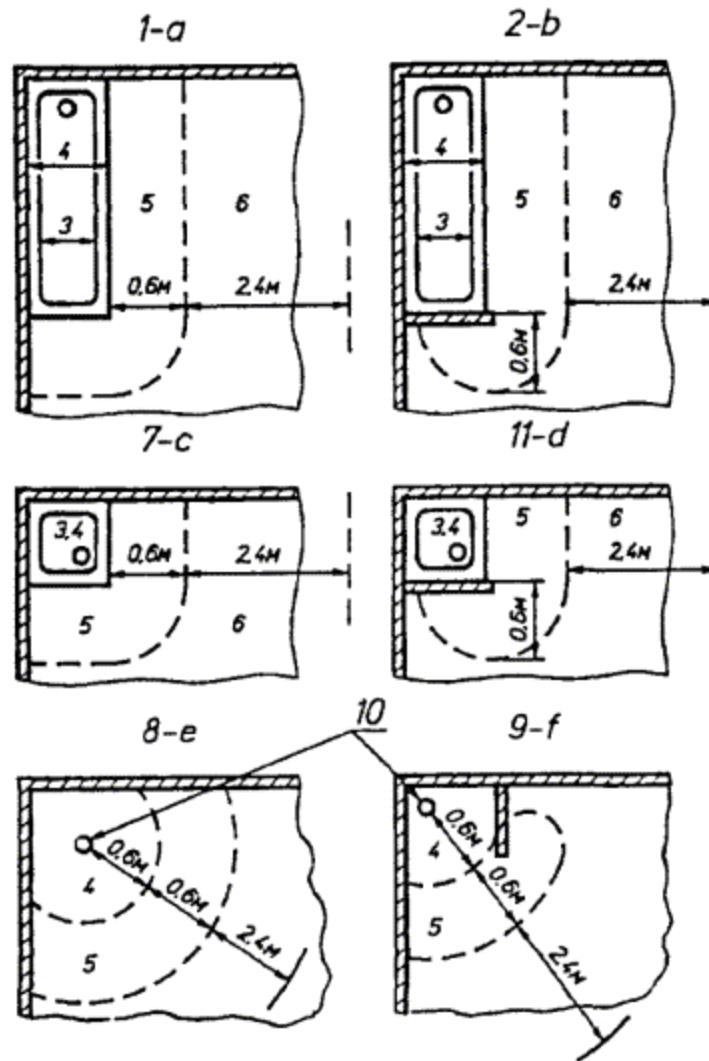 1-a 2-b
4 4
5 6 5 6
3 3
0,6м 2,4м 2,4м
0,6м
7-c 11-d
3,4 0,6м 2,4м 3,4 5 6
2,4м
5 6 0,6м
8-e 10 9-f
0,6м 0,6м
4 0,6м 4 0,6м
5 2,4м 5 2,4м